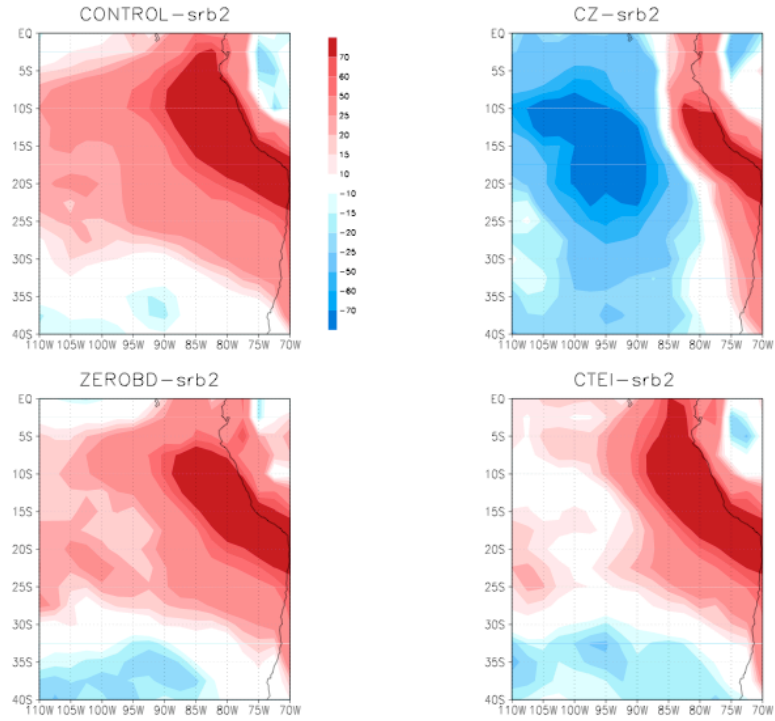 CONTROL-srb2
EQ
5S
10S
15S
20S
25S
30S
35S
40S
110W 105W 100W 95W 90W 85W 80W 75W 70W
70
60
50
25
20
15
10
-10
-15
-20
-25
-50
-60
-70
CZ-srb2
EQ
5S
10S
15S
20S
25S
30S
35S
40S
110W 105W 100W 95W 90W 85W 80W 75W 70W
ZEROBD-srb2
EQ
5S
10S
15S
20S
25S
30S
35S
40S
110W 105W 100W 95W 90W 85W 80W 75W 70W
CTEI-srb2
EQ
5S
10S
15S
20S
25S
30S
35S
40S
110W 105W 100W 95W 90W 85W 80W 75W 70W